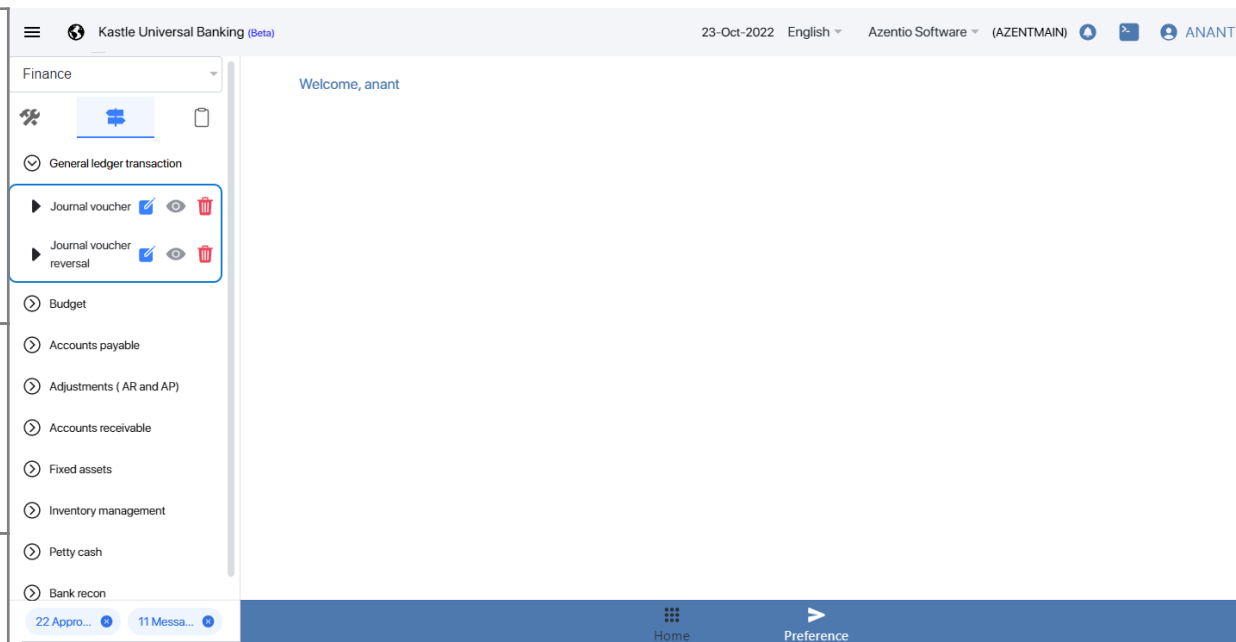 Kastle Universal Banking (Beta)
23-Oct-2022 English Azentio Software (AZENTMAIN) ANANT
Finance
Welcome, anant
General ledger transaction
Journal voucher
Journal voucher
reversal
Budget
Accounts payable
Adjustments ( AR and AP)
Accounts receivable
Fixed assets
Inventory management
Petty cash
Bank recon
22 Appro... 11 Messa...
Home Preference